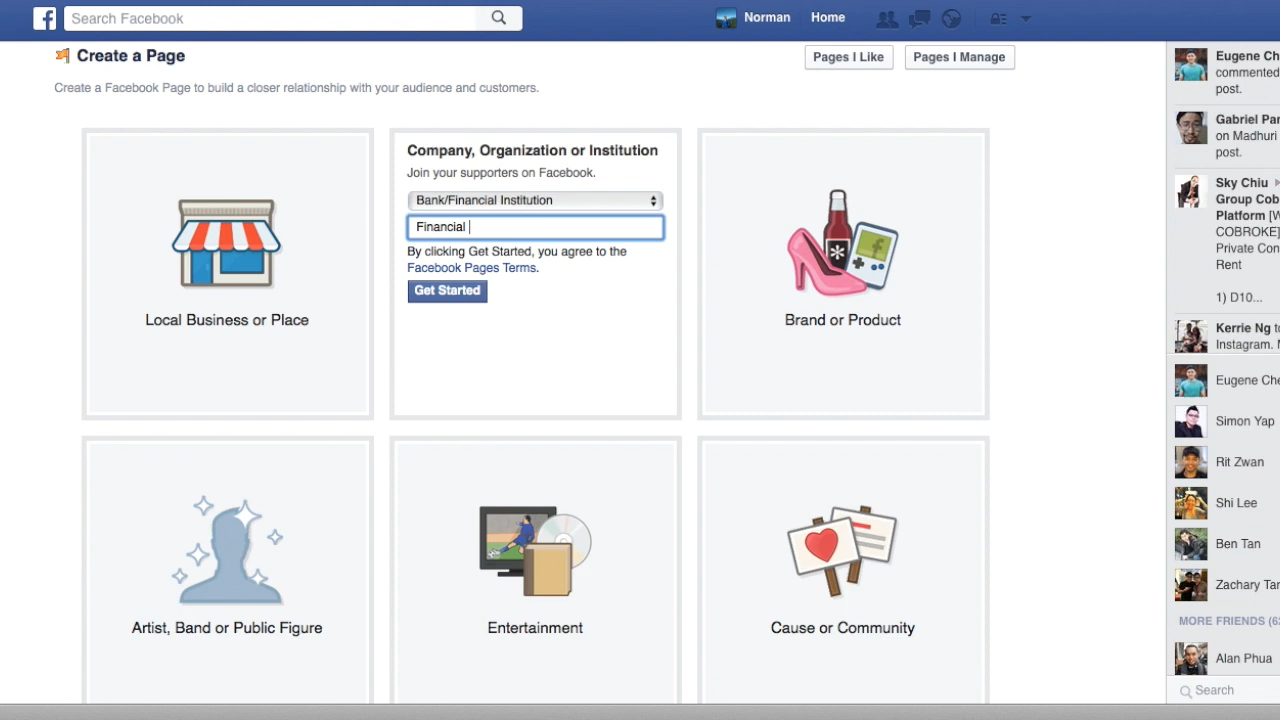 Search Facebook
Norman
Home
Create a Page
Pages I Like
Pages I Manage
Create a Facebook Page to build a closer relationship with your audience and customers.
Local Business or Place
Company, Organization or Institution
Join your supporters on Facebook.
Bank/Financial Institution
Financial
By clicking Get Started, you agree to the
Facebook Pages Terms.
Get Started
Brand or Product
Artist, Band or Public Figure
Entertainment
Cause or Community
Eugene Che
commented
post.
Gabriel Pan
on Madhuri
post.
Sky Chiu
Group Cob
Platform [W
COBROKE]
Private Con
Rent
1) D10...
Kerrie Ng to
Instagram. M
Eugene Che
Simon Yap
Rit Zwan
Shi Lee
Ben Tan
Zachary Tan
MORE FRIENDS (62
Alan Phua
Search